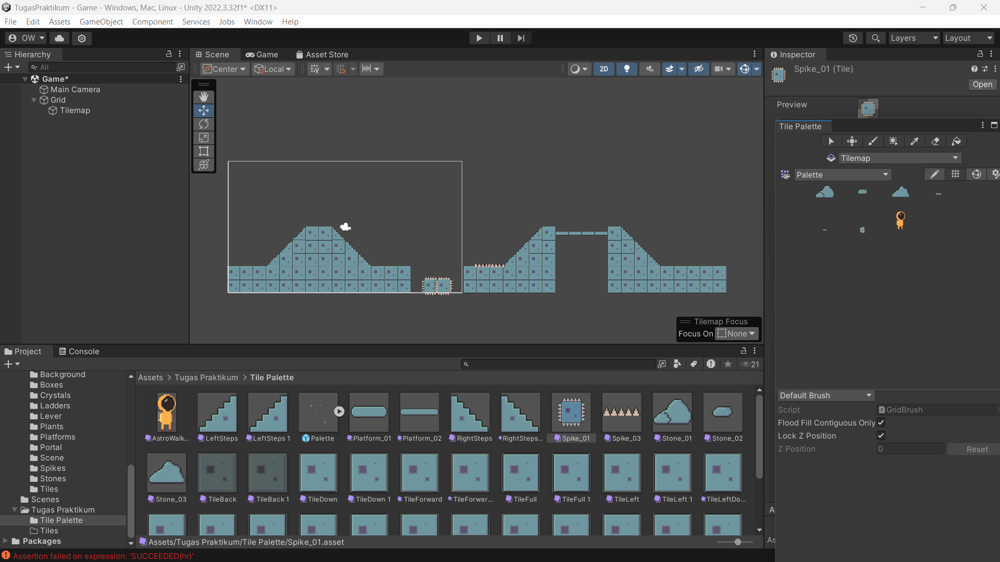 TugasPraktikum - Game - Windows, Mac, Linux - Unity 2022.3.32f1* <DX11>
File Edit Assets GameObject Component Services Jobs Window Help
OW Layers Layout
Hierarchy
All
Game*
Main Camera
Grid
Tilemap
Scene Game Asset Store
Center Local 2D
Tilemap Focus
Focus On None
Inspector
Spike_01 (Tile)
Open
Preview
Tile Palette
Tilemap
Palette
Default Brush
Script GridBrush
Flood Fill Contiguous Only
Lock Z Position
Z Position 0 Reset
Project Console
21
Background
Boxes
Crystals
Ladders
Lever
Plants
Platforms
Portal
Scene
Spikes
Stones
Tiles
Scenes
Tugas Praktikum
Tile Palette
Tiles
Packages
Assets > Tugas Praktikum > Tile Palette
AstroWalk... LeftSteps LeftSteps 1 Palette Platform_01 Platform_02 RightSteps RightSteps... Spike_01 Spike_03 Stone_01 Stone_02
Stone_03 TileBack TileBack 1 TileDown TileDown 1 TileForward TileForwar... TileFull TileFull 1 TileLeft TileLeft 1 TileLeftDo...
Assets/Tugas Praktikum/Tile Palette/Spike_01.asset
A
As
Assertion failed on expression: 'SUCCEEDED(hr)'